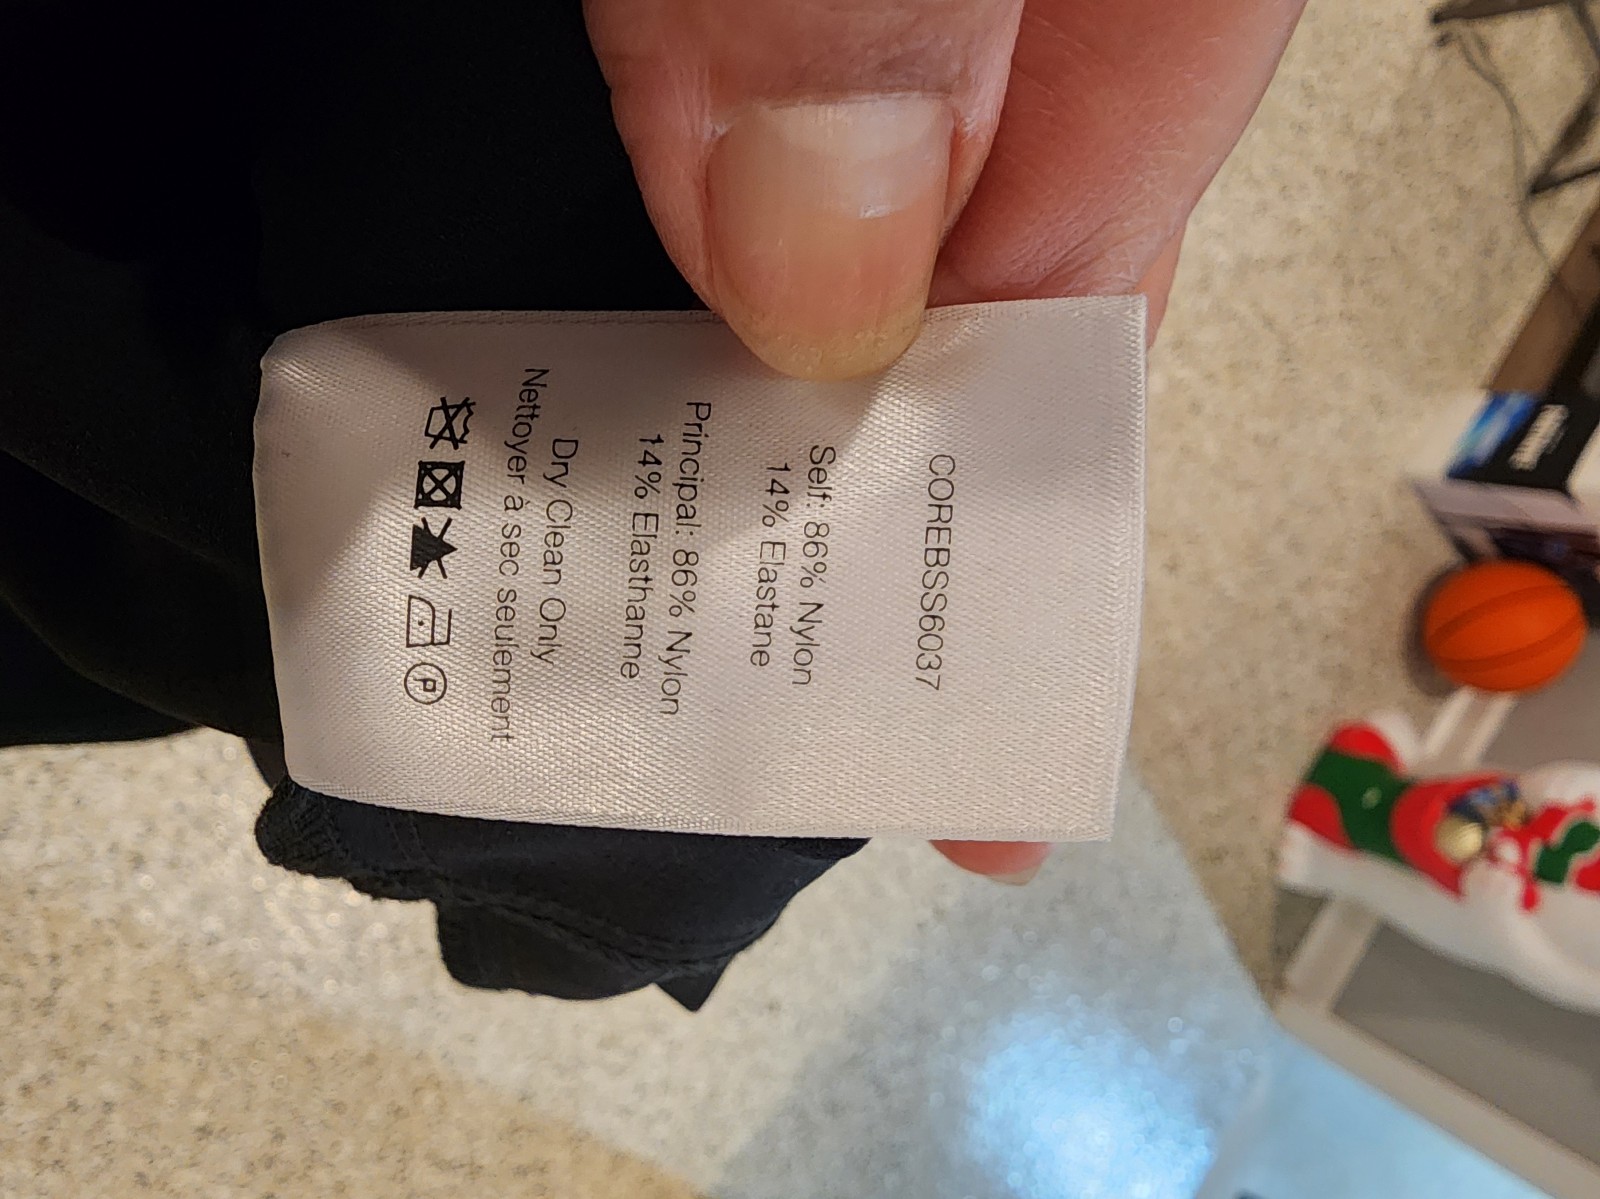 COREBSS6037
Self: 86% Nylon
14% Elastane
Principal: 86% Nylon
14% Elasthanne
Dry Clean Only
Nettoyer à sec seulement
P